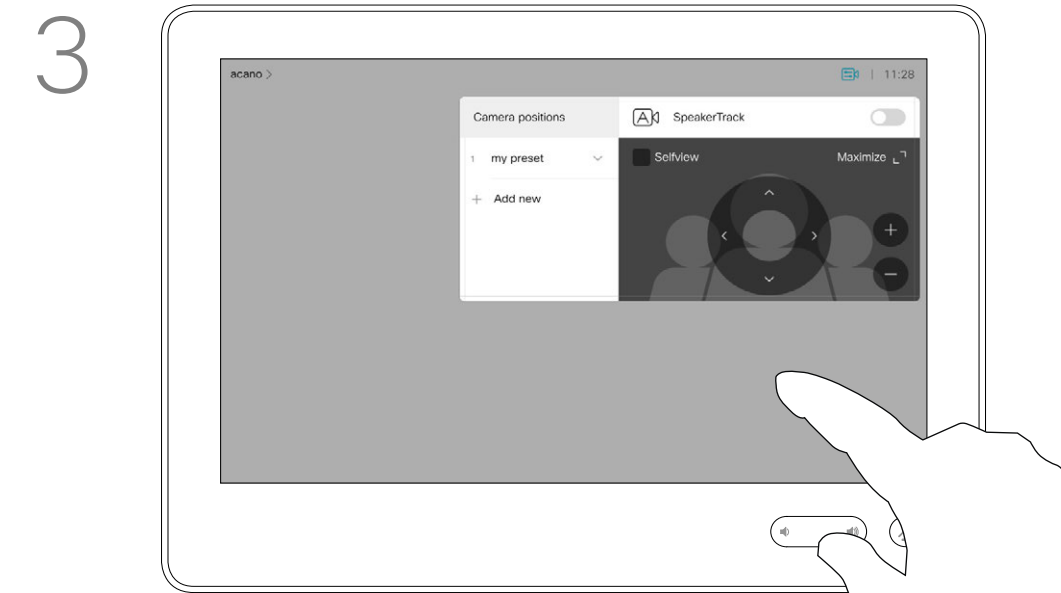 3
acano >
11:28
Camera positions
SpeakerTrack
1 my preset
Selfview
Maximize
+ Add new